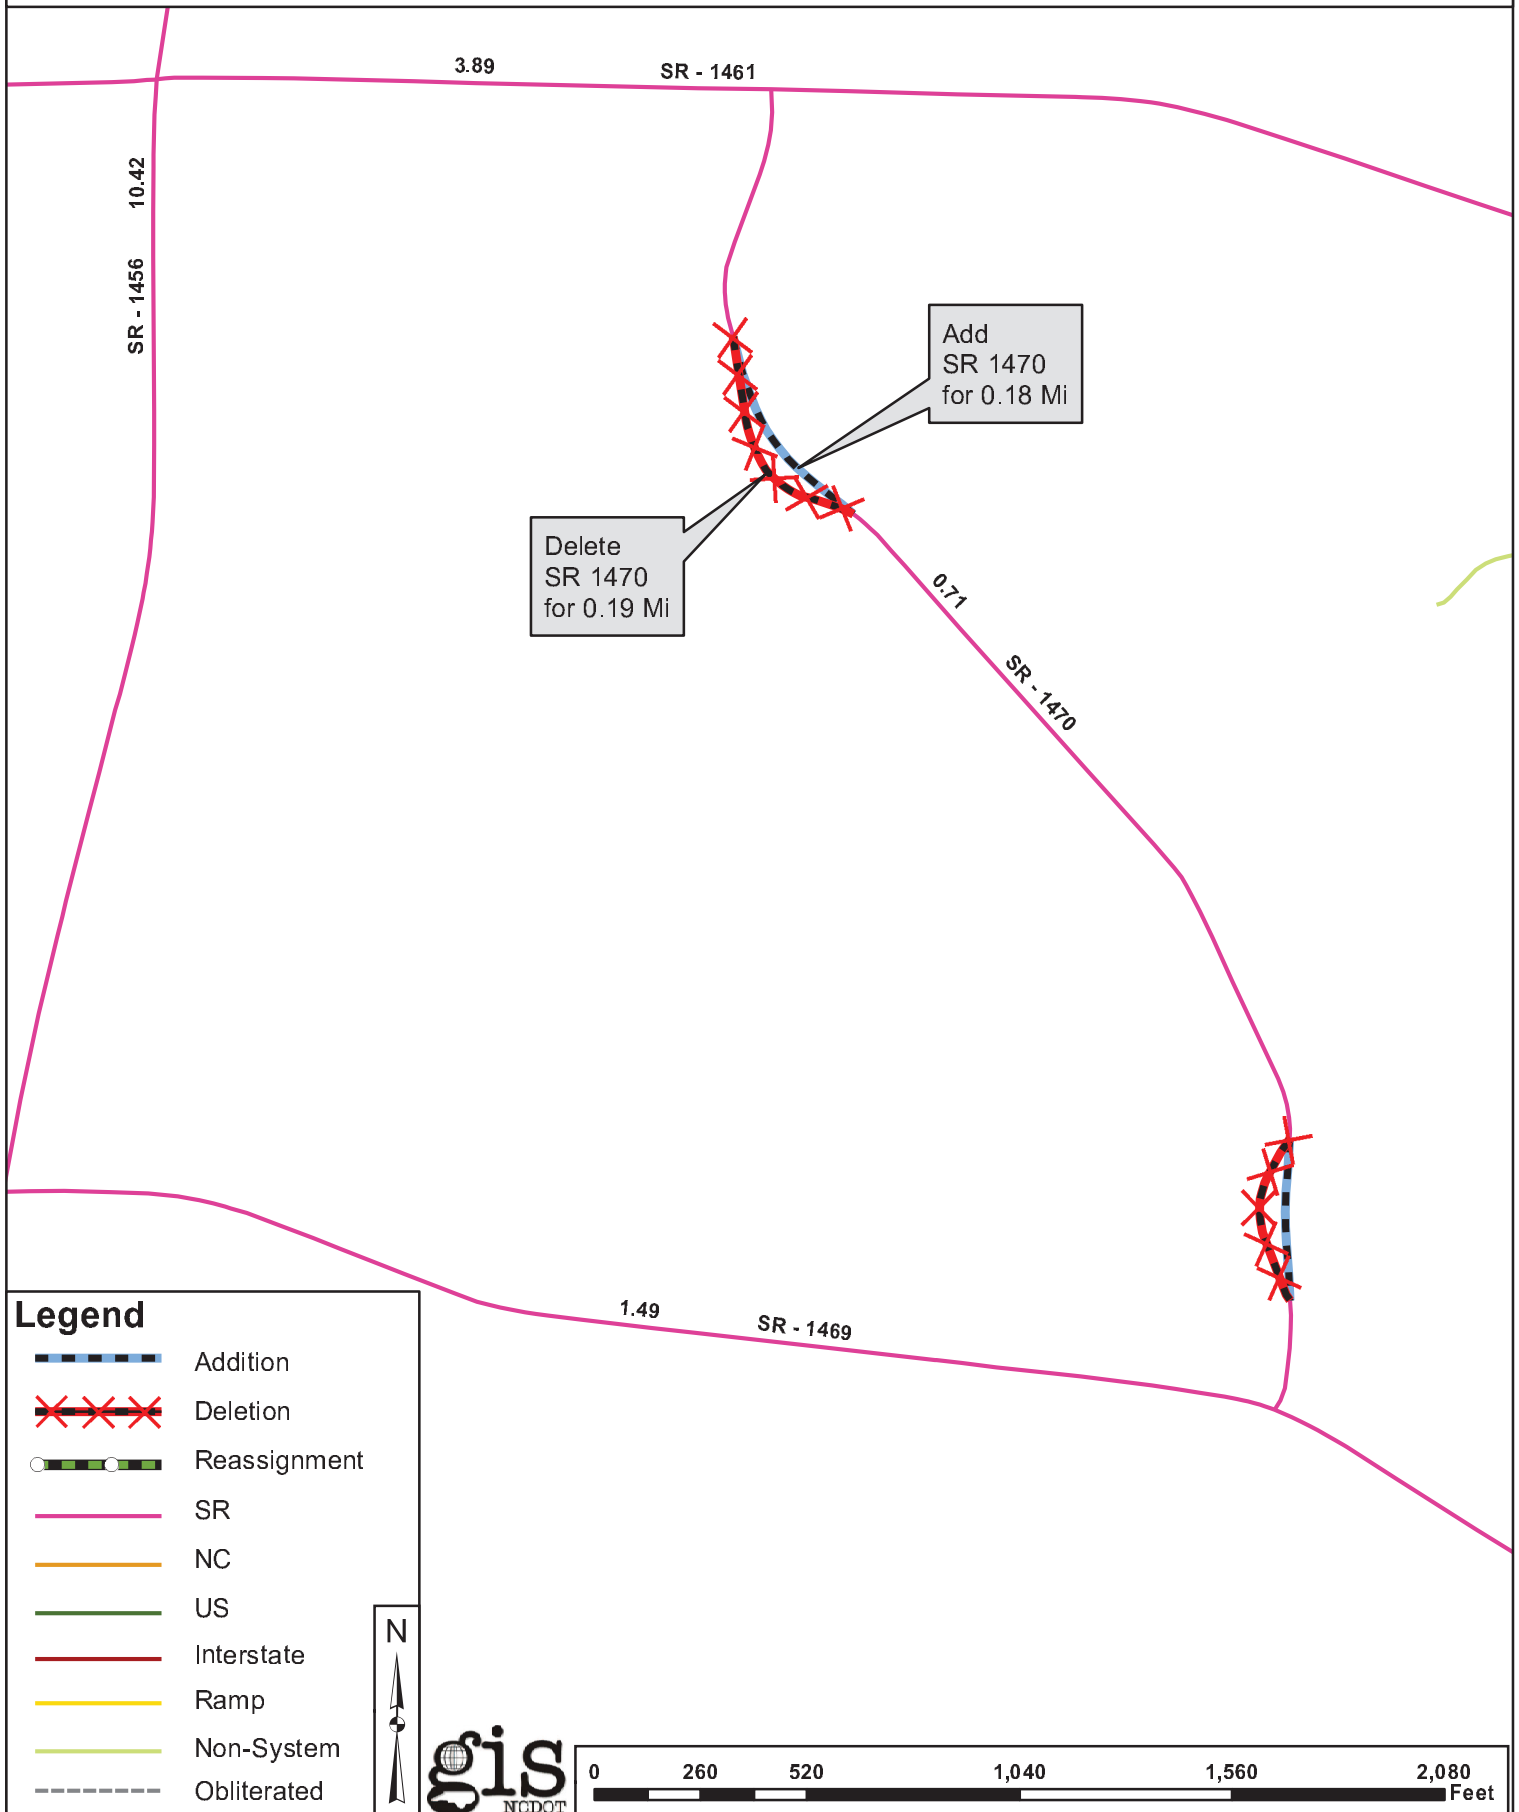 3.89
SR - 1461
10.42
SR - 1456
Add
SR 1470
for 0.18 Mi
Delete
SR 1470
for 0.19 Mi
0.71
SR - 1470
1.49
SR - 1469
Legend
Addition
Deletion
Reassignment
SR
NC
US
Interstate
Ramp
Non-System
Obliterated
N
gis
NCDOT
0 260 520 1,040 1,560 2,080
Feet